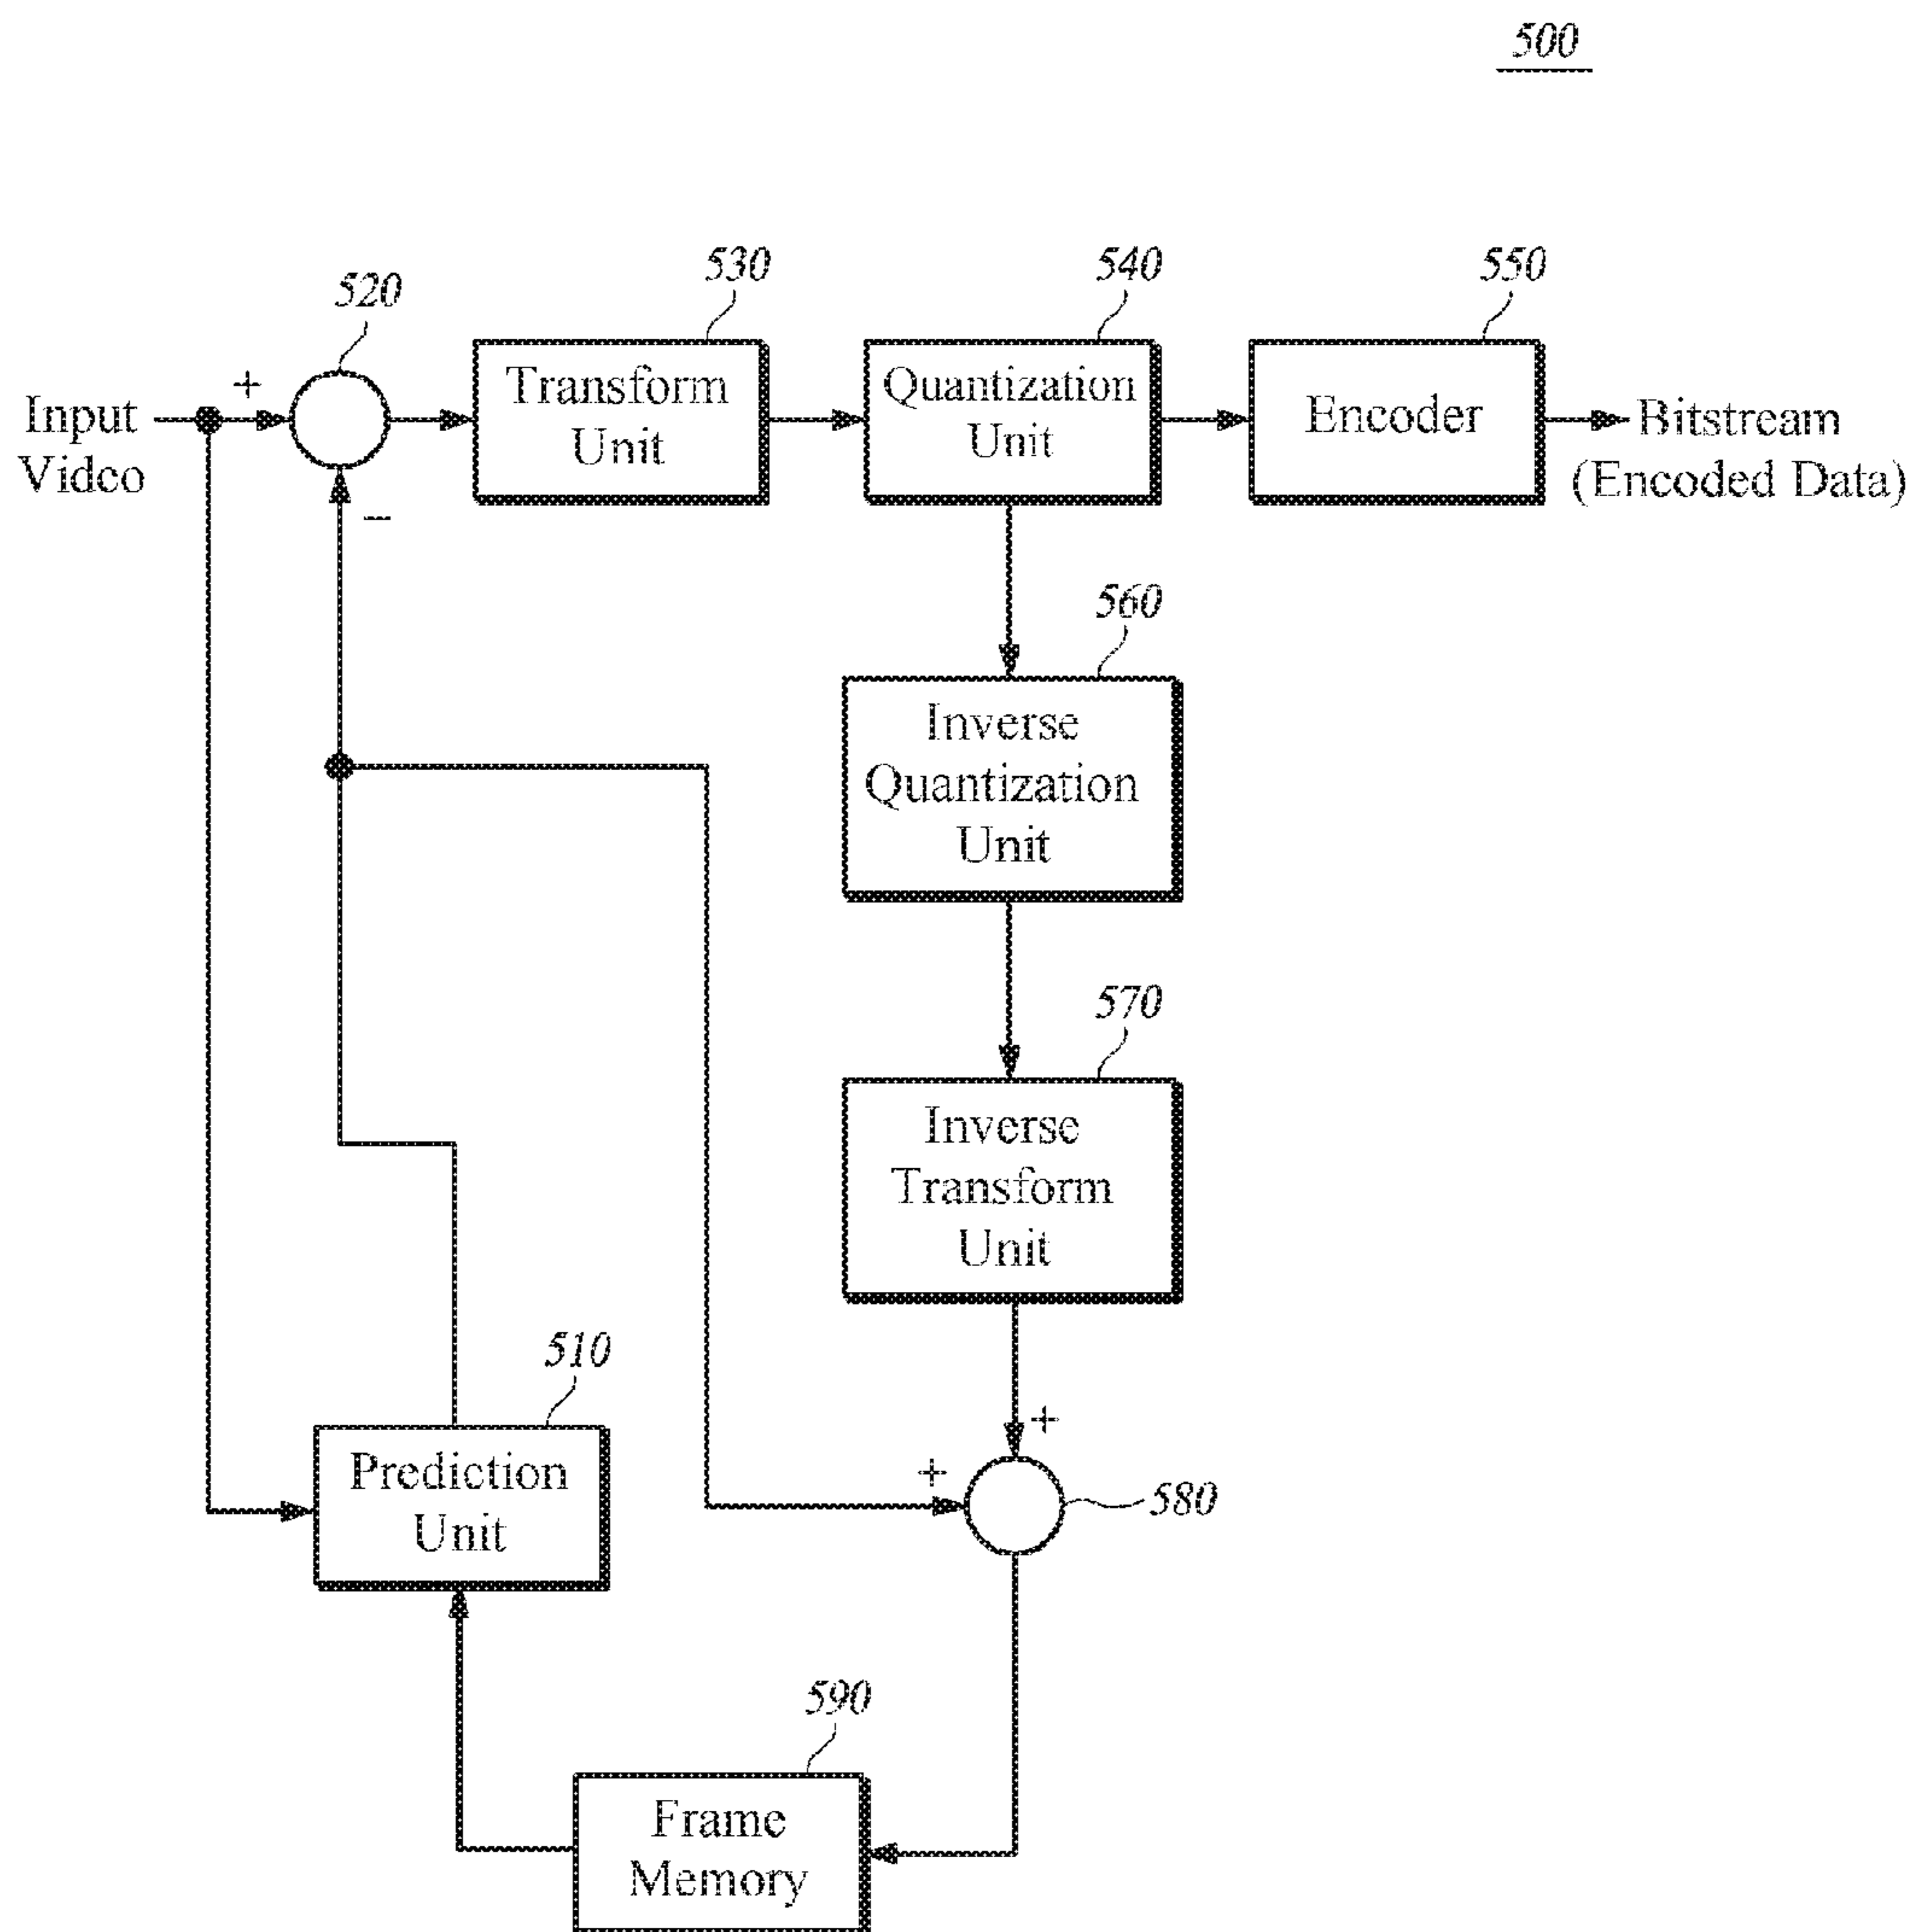 500
520
530
540
550
+
Input
Video
Transform
Unit
Quantization
Unit
Encoder
Bitstream
(Encoded Data)
−
560
Inverse
Quantization
Unit
570
Inverse
Transform
Unit
510
Prediction
Unit
+
+
580
590
Frame
Memory